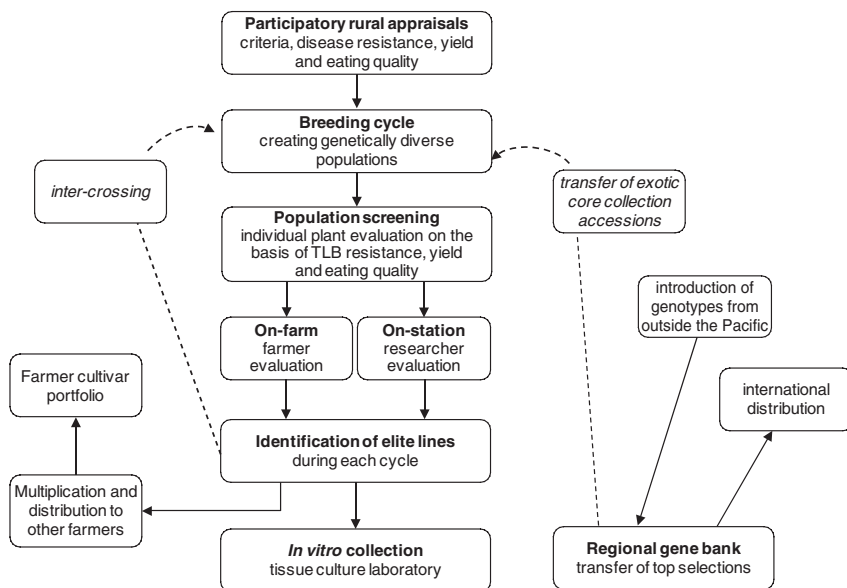 Participatory rural appraisals
criteria, disease resistance, yield
and eating quality
Breeding cycle
creating genetically diverse
populations
inter-crossing
transfer of exotic
core collection
accessions
Population screening
individual plant evaluation on the
basis of TLB resistance, yield
and eating quality
introduction of
genotypes from
outside the Pacific
On-farm
farmer
evaluation
On-station
researcher
evaluation
Farmer cultivar
portfolio
international
distribution
Identification of elite lines
during each cycle
Multiplication and
distribution to
other farmers
In vitro collection
tissue culture laboratory
Regional gene bank
transfer of top selections